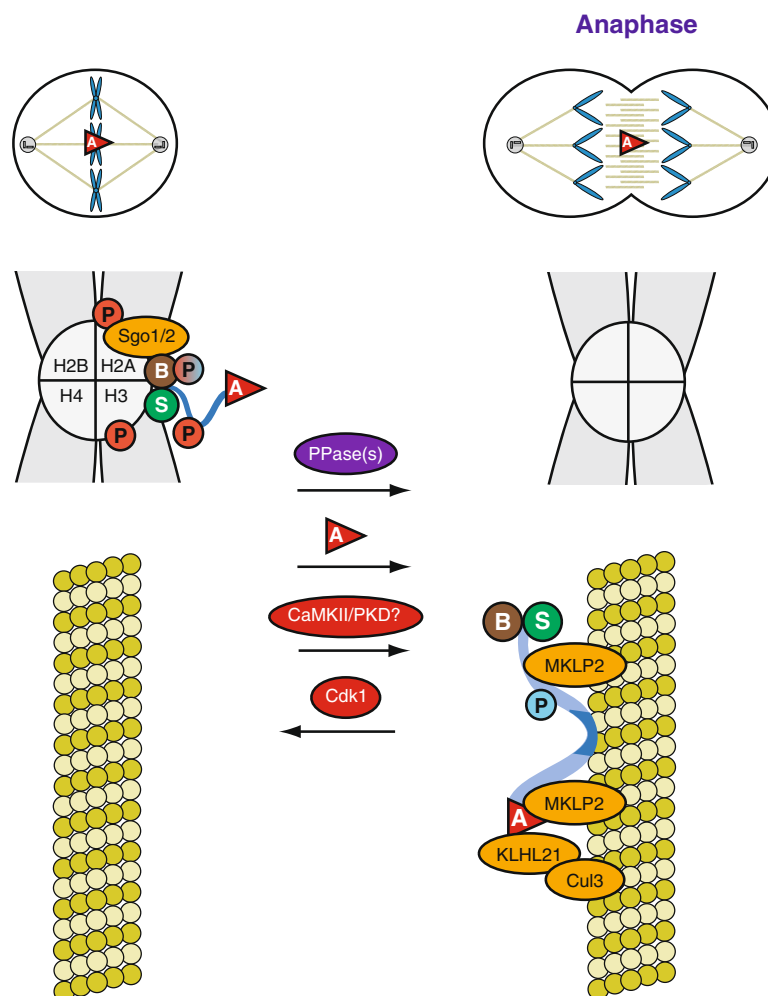 Anaphase
A
A
P
Sgo1/2
H2B
H2A
B
P
A
H4
H3
S
P
P
PPase(s)
A
CaMKII/PKD?
Cdk1
B
S
MKLP2
P
MKLP2
A
KLHL21
Cul3